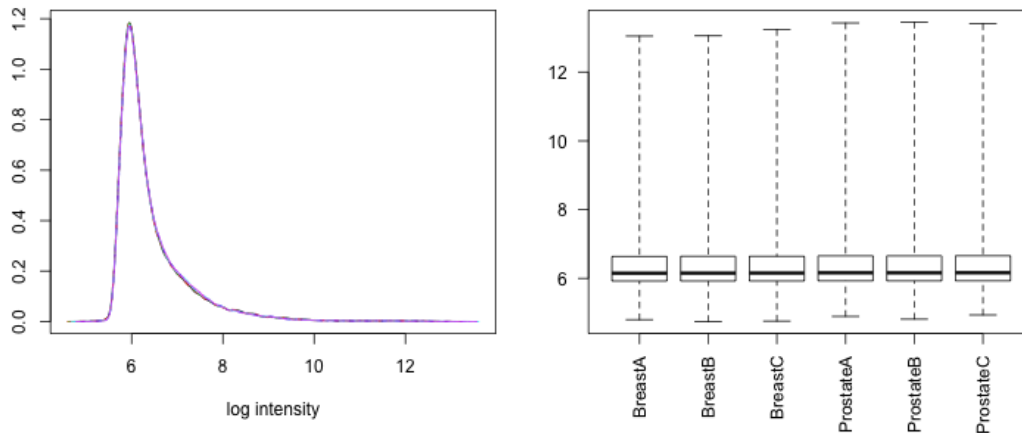 1.2
1.0
0.8
0.6
0.4
0.2
0.0
6 8 10 12
log intensity
12
10
8
6
BreastA
BreastB
BreastC
ProstateA
ProstateB
ProstateC